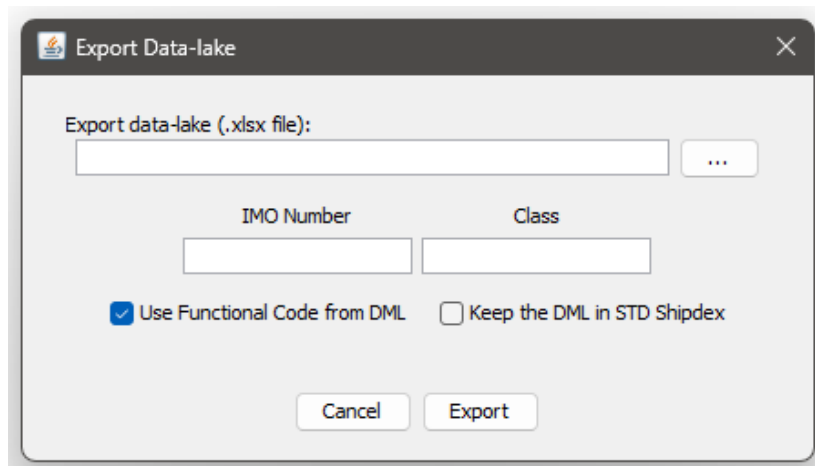 Export Data-lake
Export data-lake (.xlsx file):
...
IMO Number Class
Use Functional Code from DML Keep the DML in STD Shipdex
Cancel Export